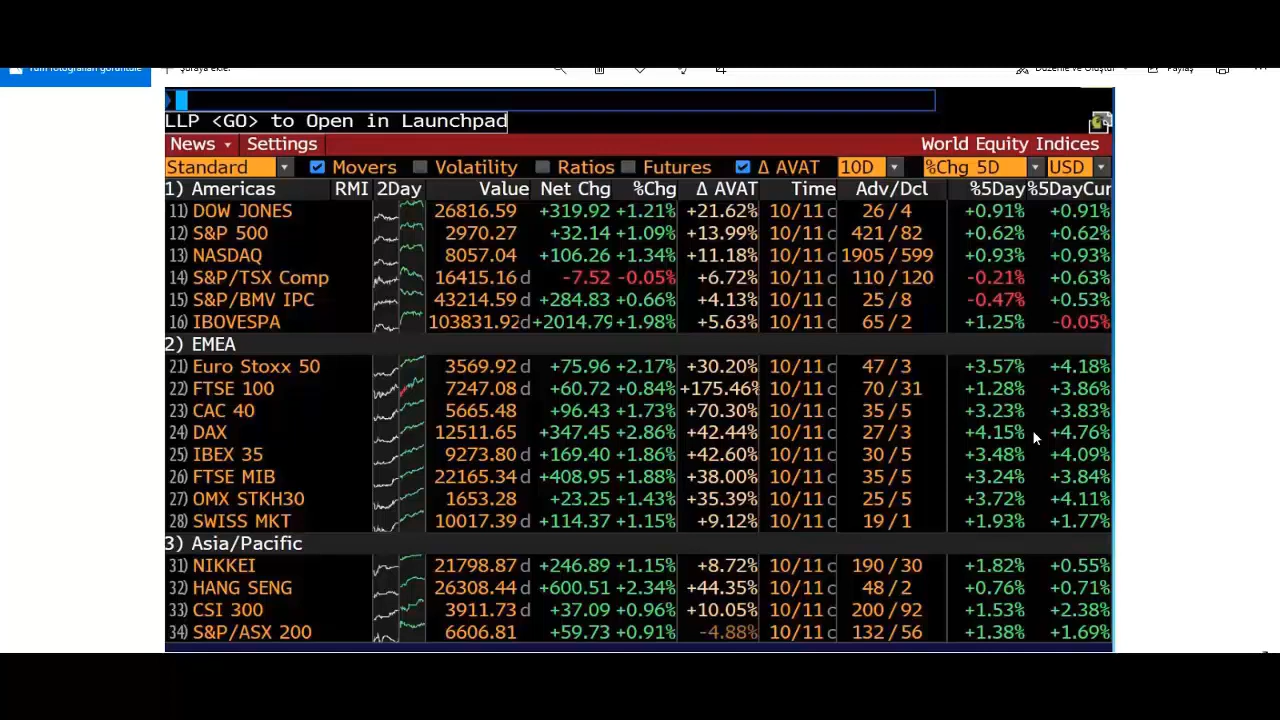 Tüm fotoğrafları görüntüle Şuraya ekle Düzenle ve Oluştur Paylaş
LLP <GO> to Open in Launchpad
News Settings World Equity Indices
Standard Movers Volatility Ratios Futures Δ AVAT 10D %Chg 5D USD
1) Americas RMI 2Day Value Net Chg %Chg Δ AVAT Time Adv/Dcl %5Day %5DayCur
11) DOW JONES 26816.59 +319.92 +1.21% +21.62% 10/11 c 26 / 4 +0.91% +0.91%
12) S&P 500 2970.27 +32.14 +1.09% +13.99% 10/11 c 421 / 82 +0.62% +0.62%
13) NASDAQ 8057.04 +106.26 +1.34% +11.18% 10/11 c 1905 / 599 +0.93% +0.93%
14) S&P/TSX Comp 16415.16 d -7.52 -0.05% +6.72% 10/11 c 110 / 120 -0.21% +0.63%
15) S&P/BMV IPC 43214.59 d +284.83 +0.66% +4.13% 10/11 c 25 / 8 -0.47% +0.53%
16) IBOVESPA 103831.92 d +2014.79 +1.98% +5.63% 10/11 c 65 / 2 +1.25% -0.05%
2) EMEA
21) Euro Stoxx 50 3569.92 d +75.96 +2.17% +30.20% 10/11 c 47 / 3 +3.57% +4.18%
22) FTSE 100 7247.08 d +60.72 +0.84% +175.46% 10/11 c 70 / 31 +1.28% +3.86%
23) CAC 40 5665.48 +96.43 +1.73% +70.30% 10/11 c 35 / 5 +3.23% +3.83%
24) DAX 12511.65 +347.45 +2.86% +42.44% 10/11 c 27 / 3 +4.15% +4.76%
25) IBEX 35 9273.80 d +169.40 +1.86% +42.60% 10/11 c 30 / 5 +3.48% +4.09%
26) FTSE MIB 22165.34 d +408.95 +1.88% +38.00% 10/11 c 35 / 5 +3.24% +3.84%
27) OMX STKH30 1653.28 +23.25 +1.43% +35.39% 10/11 c 25 / 5 +3.72% +4.11%
28) SWISS MKT 10017.39 d +114.37 +1.15% +9.12% 10/11 c 19 / 1 +1.93% +1.77%
3) Asia/Pacific
31) NIKKEI 21798.87 d +246.89 +1.15% +8.72% 10/11 c 190 / 30 +1.82% +0.55%
32) HANG SENG 26308.44 d +600.51 +2.34% +44.35% 10/11 c 48 / 2 +0.76% +0.71%
33) CSI 300 3911.73 d +37.09 +0.96% +10.05% 10/11 c 200 / 92 +1.53% +2.38%
34) S&P/ASX 200 6606.81 +59.73 +0.91% -4.88% 10/11 c 132 / 56 +1.38% +1.69%